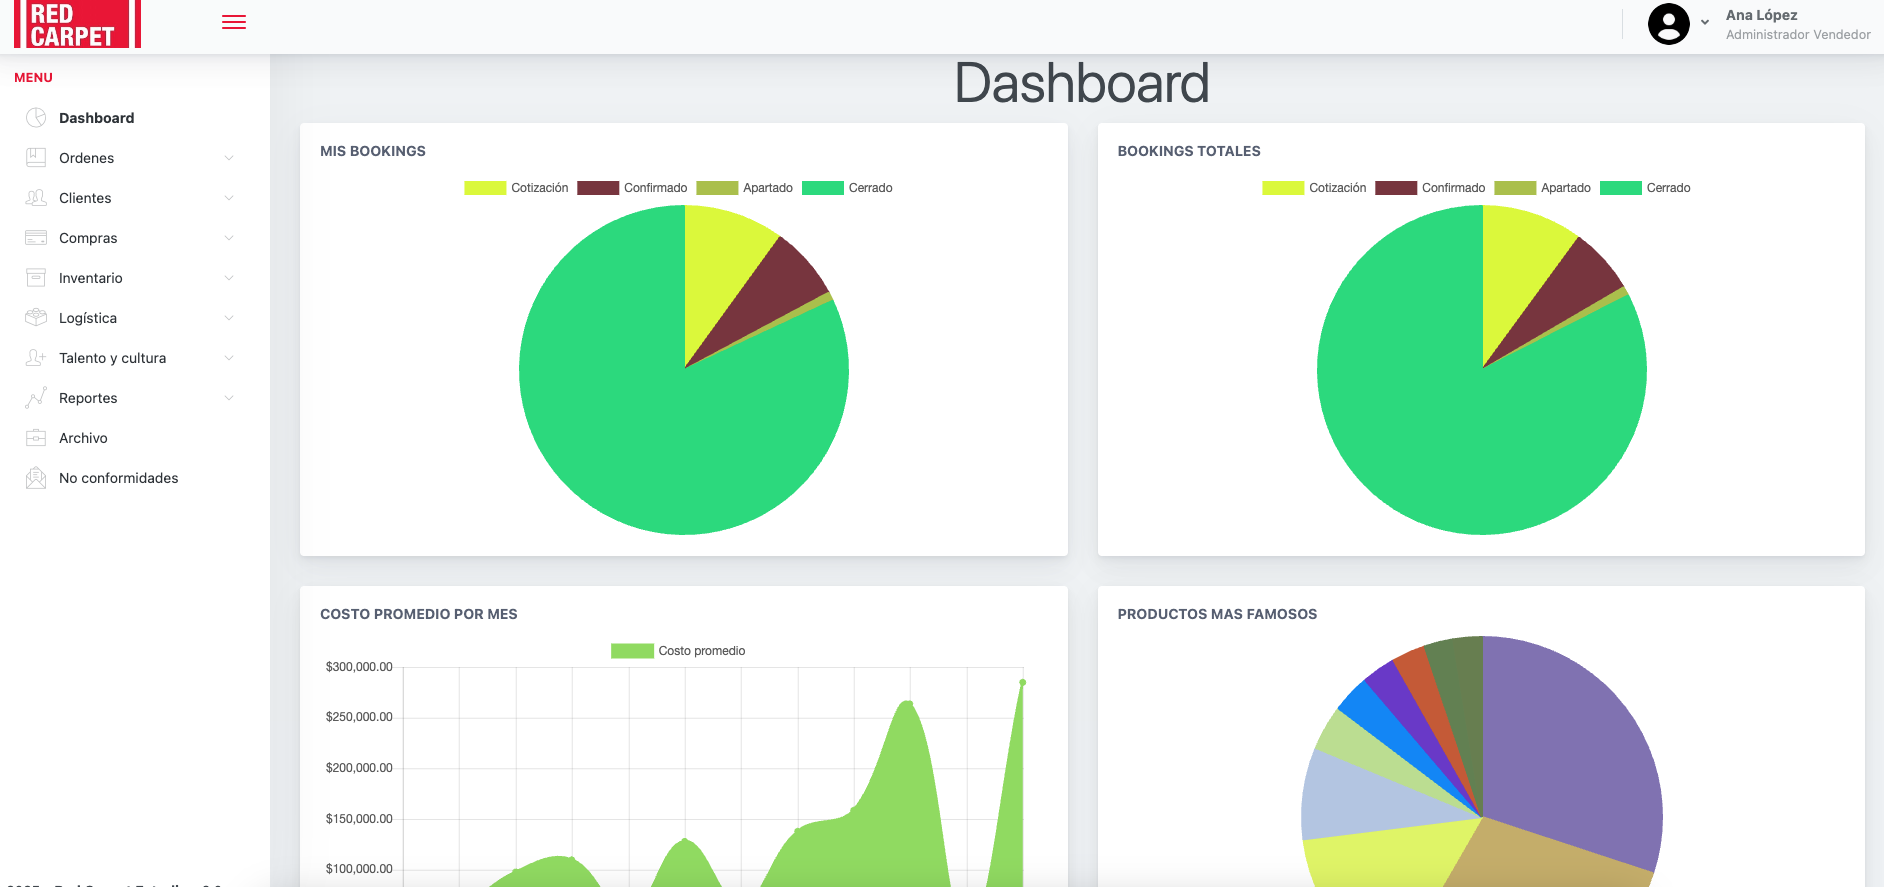 RED
CARPET
Ana López
Administrador Vendedor
MENU
Dashboard
Ordenes
Clientes
Compras
Inventario
Logística
Talento y cultura
Reportes
Archivo
No conformidades
Dashboard
MIS BOOKINGS
Cotización Confirmado Apartado Cerrado
BOOKINGS TOTALES
Cotización Confirmado Apartado Cerrado
COSTO PROMEDIO POR MES
Costo promedio
$300,000.00
$250,000.00
$200,000.00
$150,000.00
$100,000.00
PRODUCTOS MAS FAMOSOS